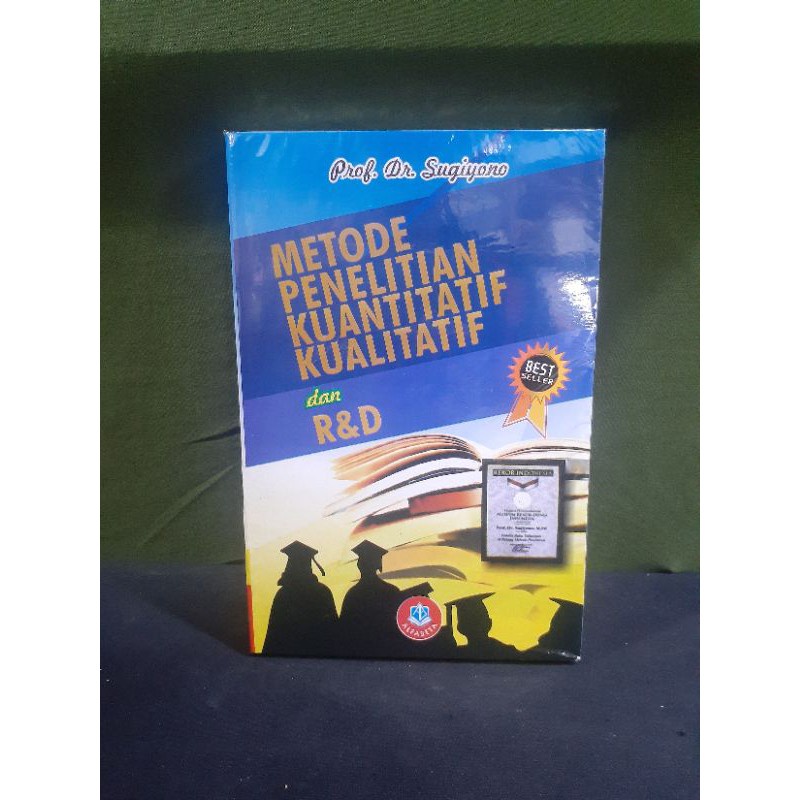 Prof. Dr. Sugiyono
METODE
PENELITIAN
KUANTITATIF
KUALITATIF
dan
R&D
BEST
SELLER
REKOR INDONESIA
ALFABETA